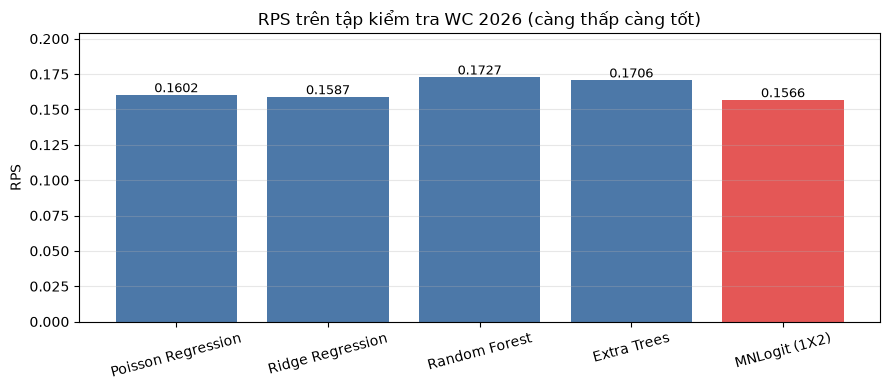 RPS trên tập kiểm tra WC 2026 (càng thấp càng tốt)
RPS
0.200
0.175
0.150
0.125
0.100
0.075
0.050
0.025
0.000
0.1602
0.1587
0.1727
0.1706
0.1566
Poisson Regression
Ridge Regression
Random Forest
Extra Trees
MNLogit (1X2)